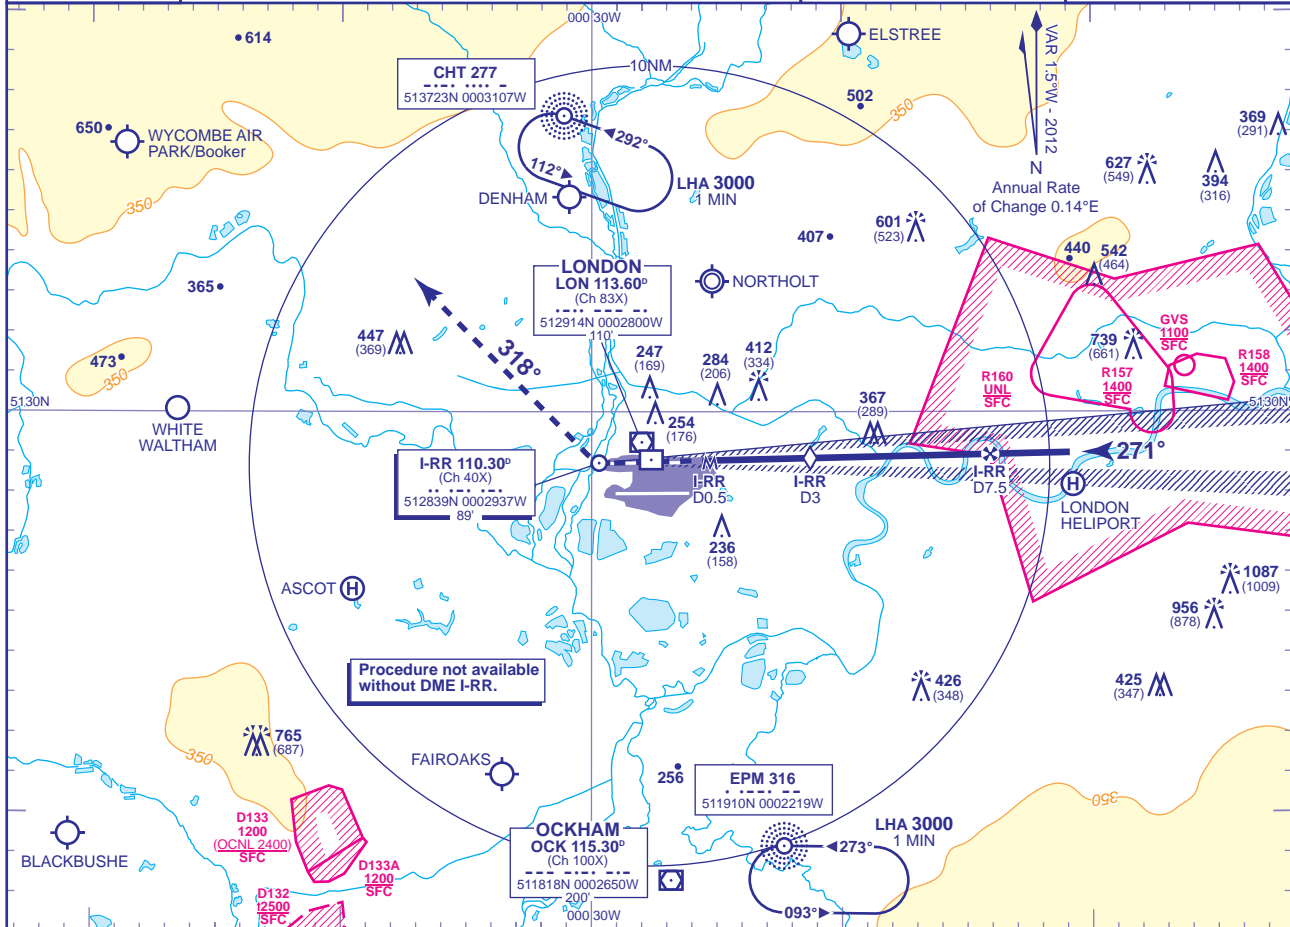 000 30W
ELSTREE
614
10NM
VAR 1.5°W - 2012
CHT 277
513723N 0003107W
502
350
369
(291)
650
WYCOMBE AIR
PARK/Booker
292°
112°
N
Annual Rate
of Change 0.14°E
627
(549)
394
(316)
LHA 3000
1 MIN
DENHAM
350
407
601
(523)
440
542
(464)
LONDON
LON 113.60ᴰ
(Ch 83X)
512914N 0002800W
110'
NORTHOLT
365
318°
447
(369)
247
(169)
284
(206)
412
(334)
739
(661)
GVS
1100
SFC
R158
1400
SFC
473
350
R160
UNL
SFC
R157
1400
SFC
5130N
5130N
WHITE
WALTHAM
254
(176)
367
(289)
271°
I-RR 110.30ᴰ
(Ch 40X)
512839N 0002937W
89'
I-RR
D0.5
I-RR
D3
I-RR
D7.5
H
LONDON
HELIPORT
236
(158)
ASCOT
H
1087
(1009)
956
(878)
Procedure not available
without DME I-RR.
426
(348)
425
(347)
765
(687)
350
FAIROAKS
256
EPM 316
511910N 0002219W
350
D133
1200
(OCNL 2400)
SFC
BLACKBUSHE
OCKHAM
OCK 115.30ᴰ
(Ch 100X)
511818N 0002650W
200'
LHA 3000
1 MIN
273°
093°
D133A
1200
SFC
D132
2500
SFC
000 30W